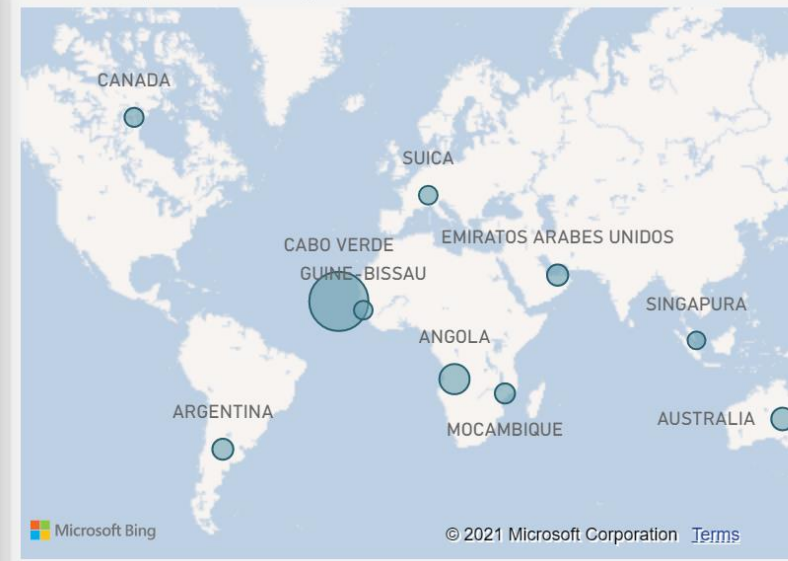 CANADA
SUICA
CABO VERDE
EMIRATOS ARABES UNIDOS
GUINE-BISSAU
SINGAPURA
ANGOLA
ARGENTINA
AUSTRALIA
MOCAMBIQUE
Microsoft Bing
© 2021 Microsoft Corporation Terms